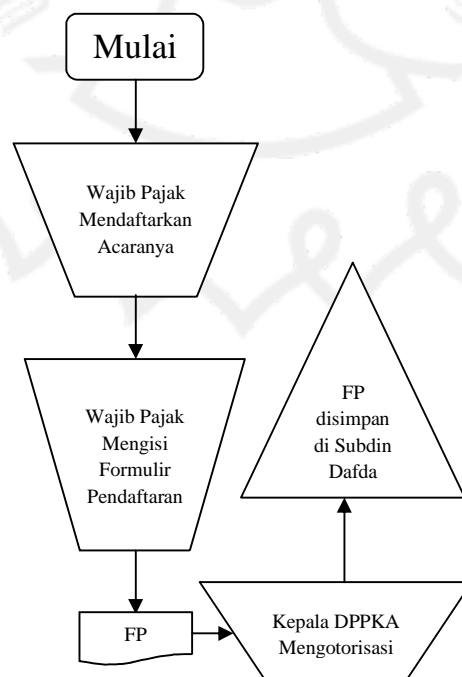 Mulai
Wajib Pajak
Mendaftarkan
Acaranya
Wajib Pajak
Mengisi
Formulir
Pendaftaran
FP
Kepala DPPKA
Mengotorisasi
FP
disimpan
di Subdin
Dafda